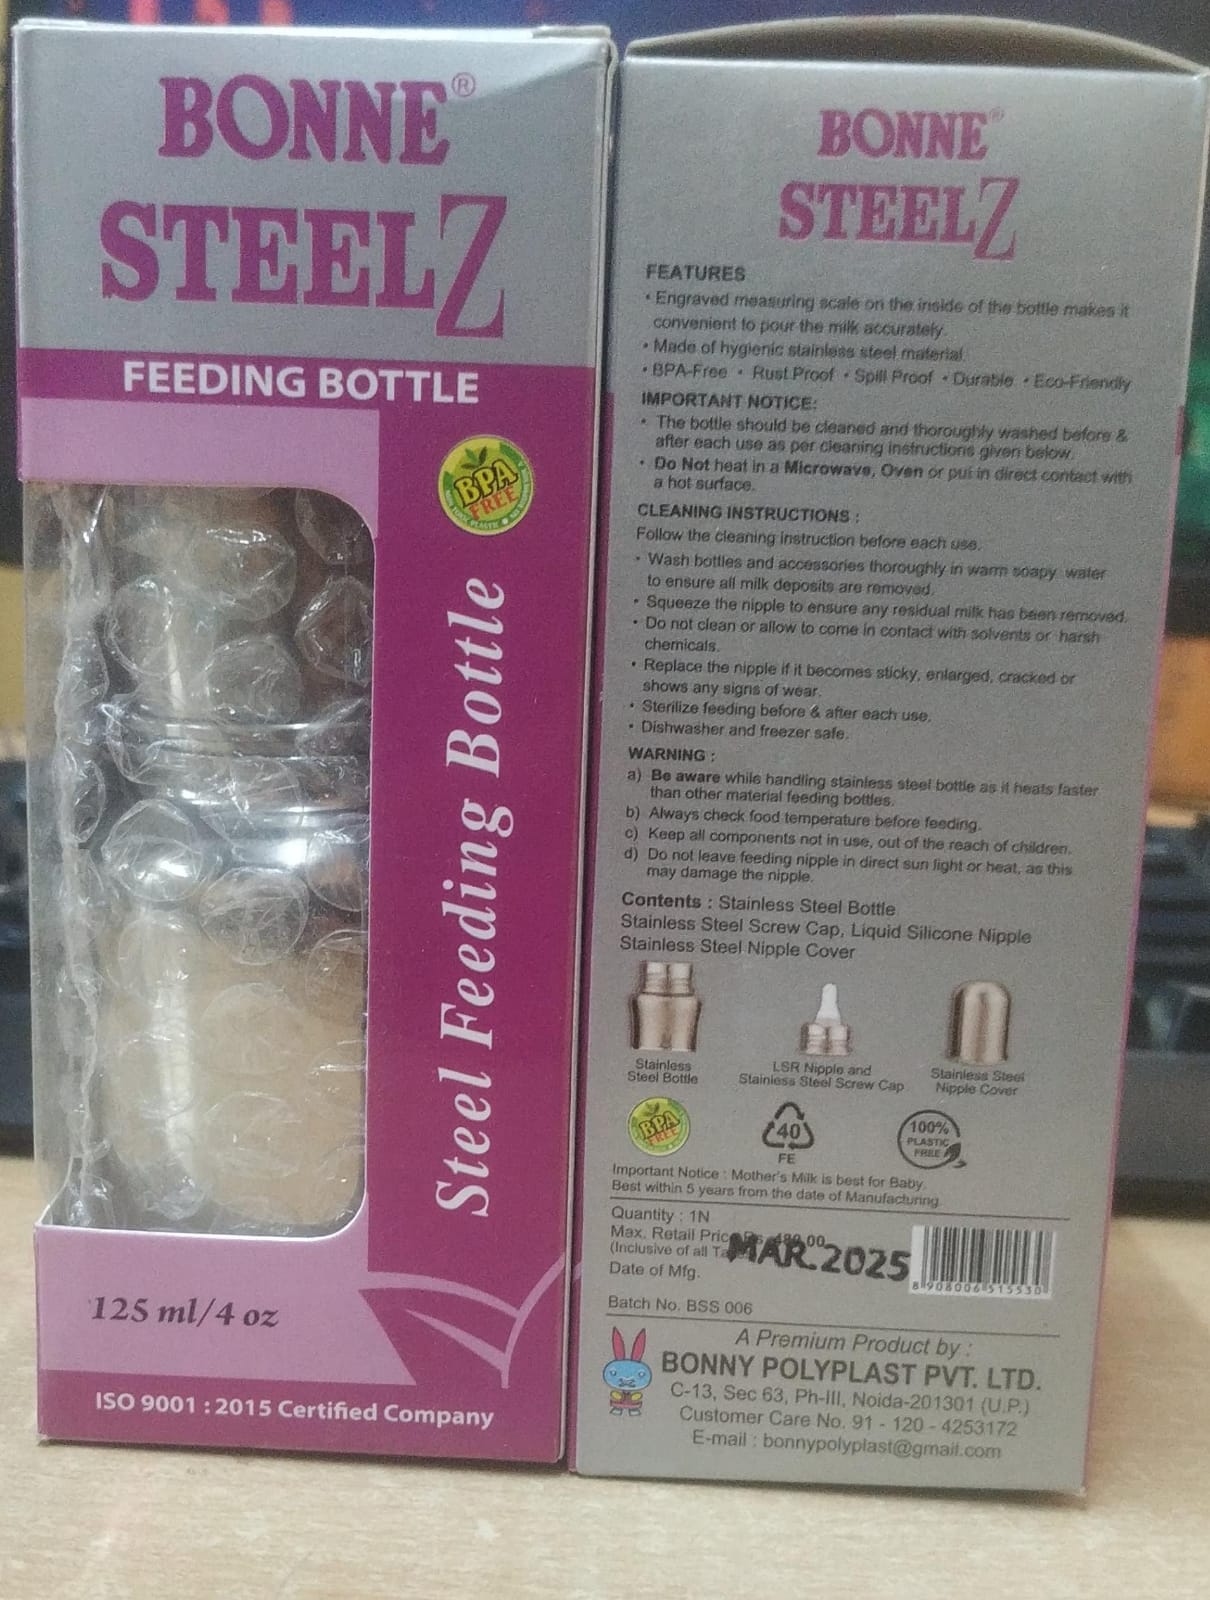 BONNE®
STEELZ
FEEDING BOTTLE
BPA
FREE
Steel Feeding Bottle
125 ml/4 oz
ISO 9001 : 2015 Certified Company
BONNE®
STEELZ
FEATURES
• Engraved measuring scale on the inside of the bottle makes it
convenient to pour the milk accurately.
• Made of hygienic stainless steel material.
• BPA-Free • Rust Proof • Spill Proof • Durable • Eco-Friendly
IMPORTANT NOTICE:
• The bottle should be cleaned and thoroughly washed before &
after each use as per cleaning instructions given below.
• Do Not heat in a Microwave, Oven or put in direct contact with
a hot surface.
CLEANING INSTRUCTIONS :
Follow the cleaning instruction before each use.
• Wash bottles and accessories thoroughly in warm soapy water
to ensure all milk deposits are removed.
• Squeeze the nipple to ensure any residual milk has been removed.
• Do not clean or allow to come in contact with solvents or harsh
chemicals.
• Replace the nipple if it becomes sticky, enlarged, cracked or
shows any signs of wear.
• Sterilize feeding before & after each use.
• Dishwasher and freezer safe.
WARNING :
a) Be aware while handling stainless steel bottle as it heats faster
than other material feeding bottles.
b) Always check food temperature before feeding.
c) Keep all components not in use, out of the reach of children.
d) Do not leave feeding nipple in direct sun light or heat, as this
may damage the nipple.
Contents : Stainless Steel Bottle
Stainless Steel Screw Cap, Liquid Silicone Nipple
Stainless Steel Nipple Cover
Stainless
Steel Bottle
LSR Nipple and
Stainless Steel Screw Cap
Stainless Steel
Nipple Cover
BPA
FREE
40
FE
100%
PLASTIC
FREE
Important Notice : Mother's Milk is best for Baby.
Best within 5 years from the date of Manufacturing.
Quantity : 1N
Max. Retail Price
(Inclusive of all
MAR.2025
Date of Mfg.
8 908006 515530
Batch No. BSS 006
A Premium Product by :
BONNY POLYPLAST PVT. LTD.
C-13, Sec 63, Ph-III, Noida-201301 (U.P.)
Customer Care No. 91 - 120 - 4253172
E-mail : bonnypolyplast@gmail.com